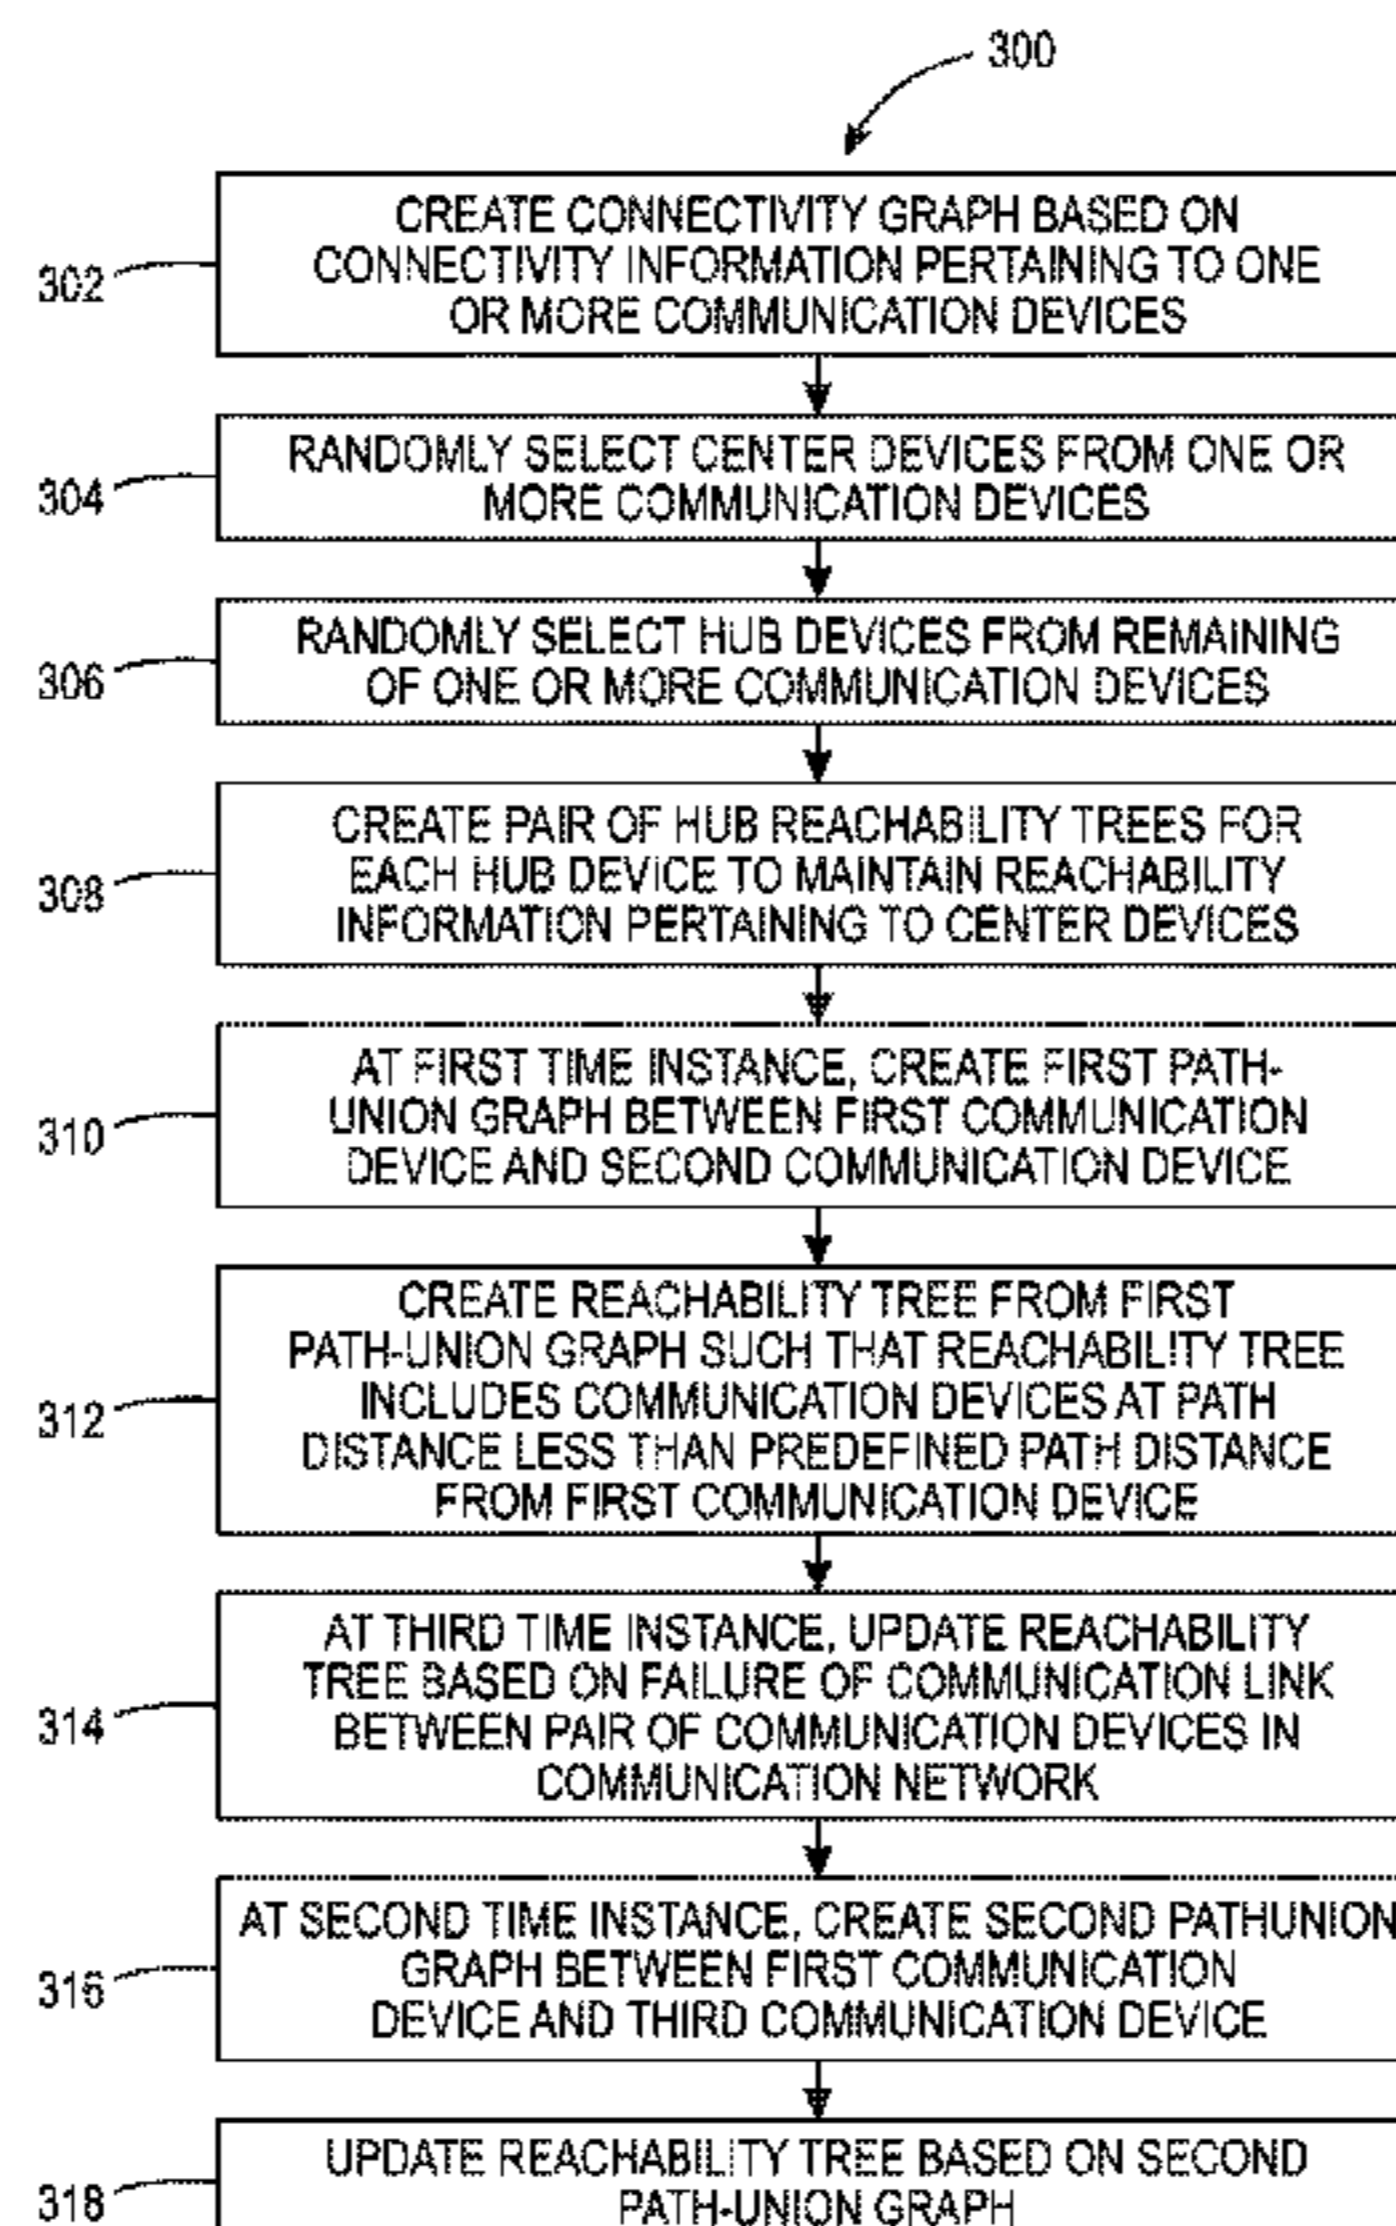 300
302
CREATE CONNECTIVITY GRAPH BASED ON
CONNECTIVITY INFORMATION PERTAINING TO ONE
OR MORE COMMUNICATION DEVICES
304
RANDOMLY SELECT CENTER DEVICES FROM ONE OR
MORE COMMUNICATION DEVICES
306
RANDOMLY SELECT HUB DEVICES FROM REMAINING
OF ONE OR MORE COMMUNICATION DEVICES
308
CREATE PAIR OF HUB REACHABILITY TREES FOR
EACH HUB DEVICE TO MAINTAIN REACHABILITY
INFORMATION PERTAINING TO CENTER DEVICES
310
AT FIRST TIME INSTANCE, CREATE FIRST PATH-
UNION GRAPH BETWEEN FIRST COMMUNICATION
DEVICE AND SECOND COMMUNICATION DEVICE
312
CREATE REACHABILITY TREE FROM FIRST
PATH-UNION GRAPH SUCH THAT REACHABILITY TREE
INCLUDES COMMUNICATION DEVICES AT PATH
DISTANCE LESS THAN PREDEFINED PATH DISTANCE
FROM FIRST COMMUNICATION DEVICE
314
AT THIRD TIME INSTANCE, UPDATE REACHABILITY
TREE BASED ON FAILURE OF COMMUNICATION LINK
BETWEEN PAIR OF COMMUNICATION DEVICES IN
COMMUNICATION NETWORK
316
AT SECOND TIME INSTANCE, CREATE SECOND PATHUNION
GRAPH BETWEEN FIRST COMMUNICATION
DEVICE AND THIRD COMMUNICATION DEVICE
318
UPDATE REACHABILITY TREE BASED ON SECOND
PATH-UNION GRAPH